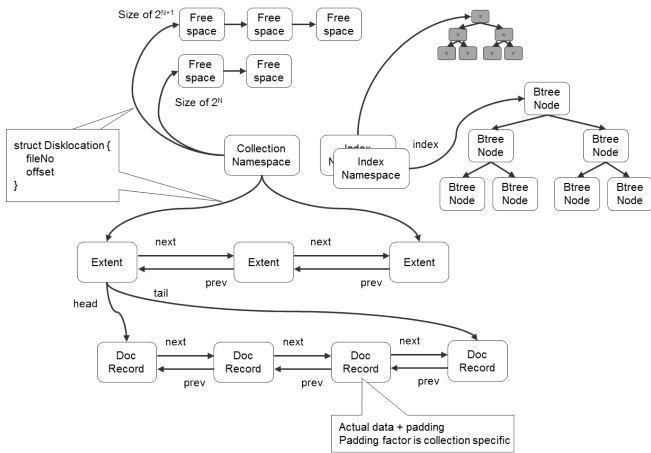 Size of 2N+1
Free
space
Free
space
Free
space
Free
space
Free
space
Size of 2N
struct Disklocation {
fileNo
offset
}
Collection
Namespace
Index
Index
Namespace
index
Btree
Node
Btree
Node
Btree
Node
Btree
Node
Btree
Node
Btree
Node
Btree
Node
Extent
next
prev
Extent
next
prev
Extent
head
tail
Doc
Record
next
prev
Doc
Record
next
prev
Doc
Record
next
prev
Doc
Record
Actual data + padding
Padding factor is collection specific